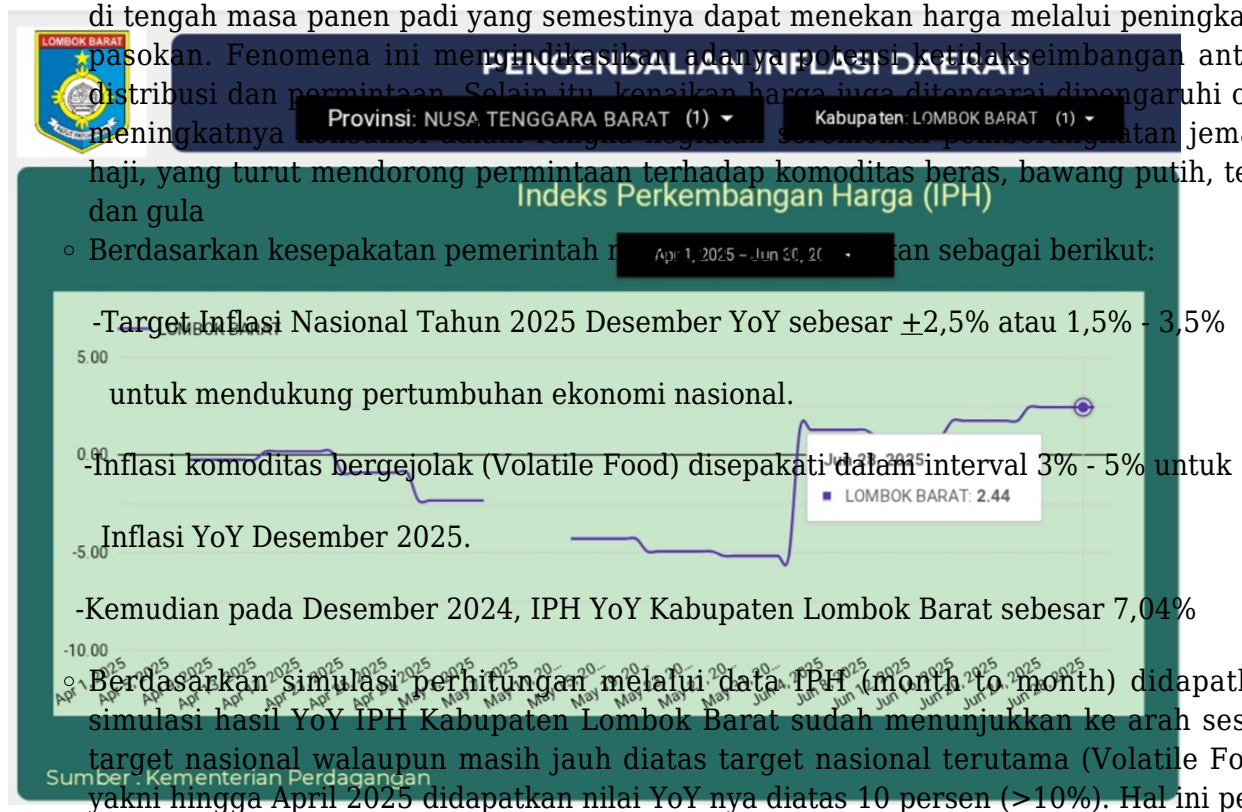 di tengah masa panen padi yang semestinya dapat menekan harga melalui
LOMBOK BARAT
pasokan. Fenomena ini mengindikasikan adanya potensi ketidakseimbangan
PENGENDALIAN INFLASI DAERAH
distribusi dan permintaan. Selain itu, kenaikan harga juga ditengarai dipengaruhi
Provinsi: NUSA TENGGARA BARAT (1)
Kabupaten: LOMBOK BARAT (1)
meningkatnya konsumsi dalam rangka kegiatan seremonial pemberangkatan
haji, yang turut mendorong permintaan terhadap komoditas beras, bawang putih,
Indeks Perkembangan Harga (IPH)
dan gula
Berdasarkan kesepakatan pemerintah
Apr 1, 2025 – Jun 30, 20
sebagai berikut:
-Target Inflasi Nasional Tahun 2025 Desember YoY sebesar +2,5% atau 1,5% - 3,5%
LOMBOK BARAT
5.00
untuk mendukung pertumbuhan ekonomi nasional.
0.00
-Inflasi komoditas bergejolak (Volatile Food) disepakati dalam interval 3% - 5% untuk
Jun 28, 2025
LOMBOK BARAT: 2.44
Inflasi YoY Desember 2025.
-5.00
-Kemudian pada Desember 2024, IPH YoY Kabupaten Lombok Barat sebesar 7,04%
-10.00
Apr 1, 2025
Berdasarkan simulasi perhitungan melalui data IPH (month to month)
simulasi hasil YoY IPH Kabupaten Lombok Barat sudah menunjukkan ke arah
target nasional walaupun masih jauh diatas target nasional terutama (Volatile
Sumber : Kementerian Perdagangan
yakni hingga April 2025 didapatkan nilai YoY nya diatas 10 persen (>10%). Hal ini